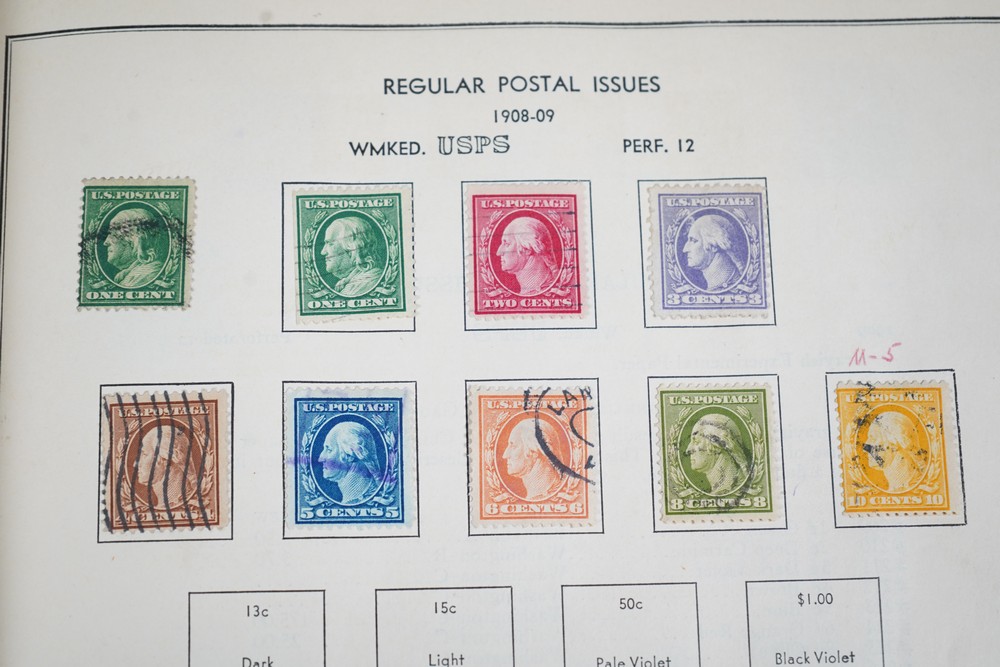 REGULAR POSTAL ISSUES
1908-09
WMKED. USPS PERF. 12
U.S.POSTAGE
ONE CENT
U.S.POSTAGE
ONE CENT
U.S.POSTAGE
TWO CENTS
U.S.POSTAGE
3 CENTS 3
11-5
U.S.POSTAGE
U.S.POSTAGE
5 CENTS 5
U.S.POSTAGE
6 CENTS 6
U.S.POSTAGE
8 CENTS 8
U.S.POSTAGE
10 CENTS 10
13c
Dark
15c
Light
50c
Pale Violet
$1.00
Black Violet